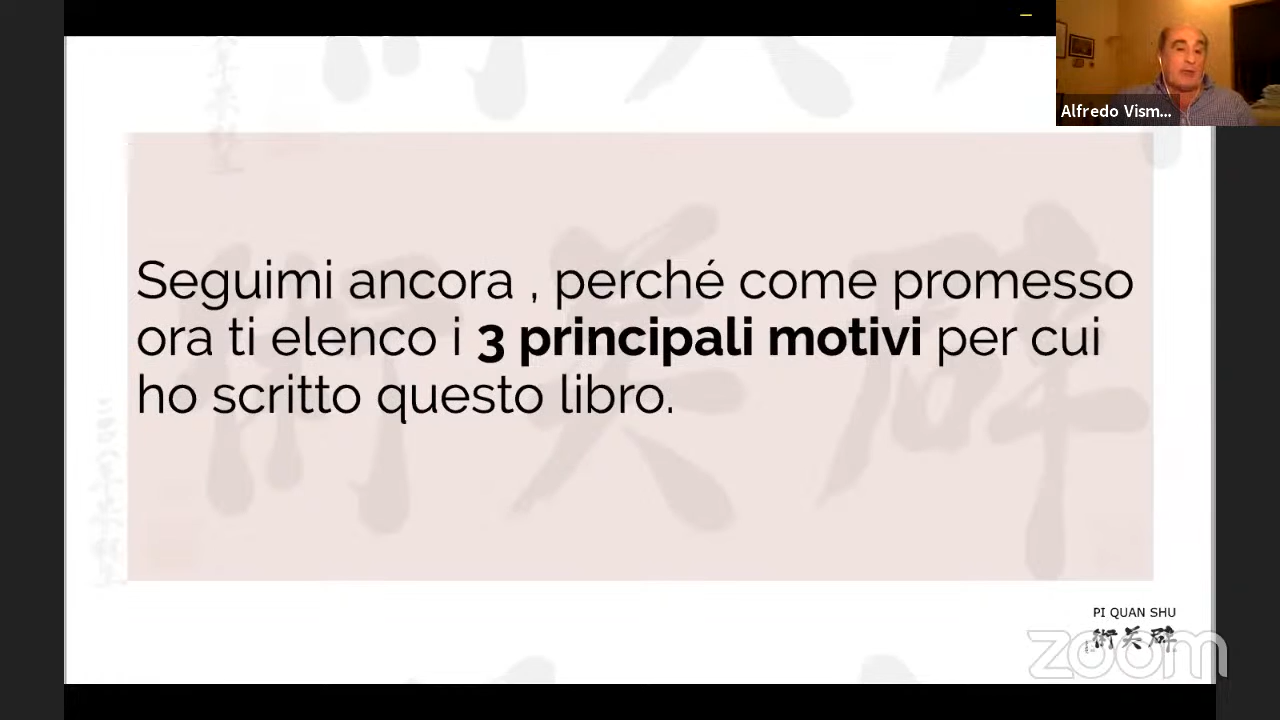 Alfredo Vism...
Seguimi ancora , perché come promesso
ora ti elenco i 3 principali motivi per cui
ho scritto questo libro.
PI QUAN SHU
zoom